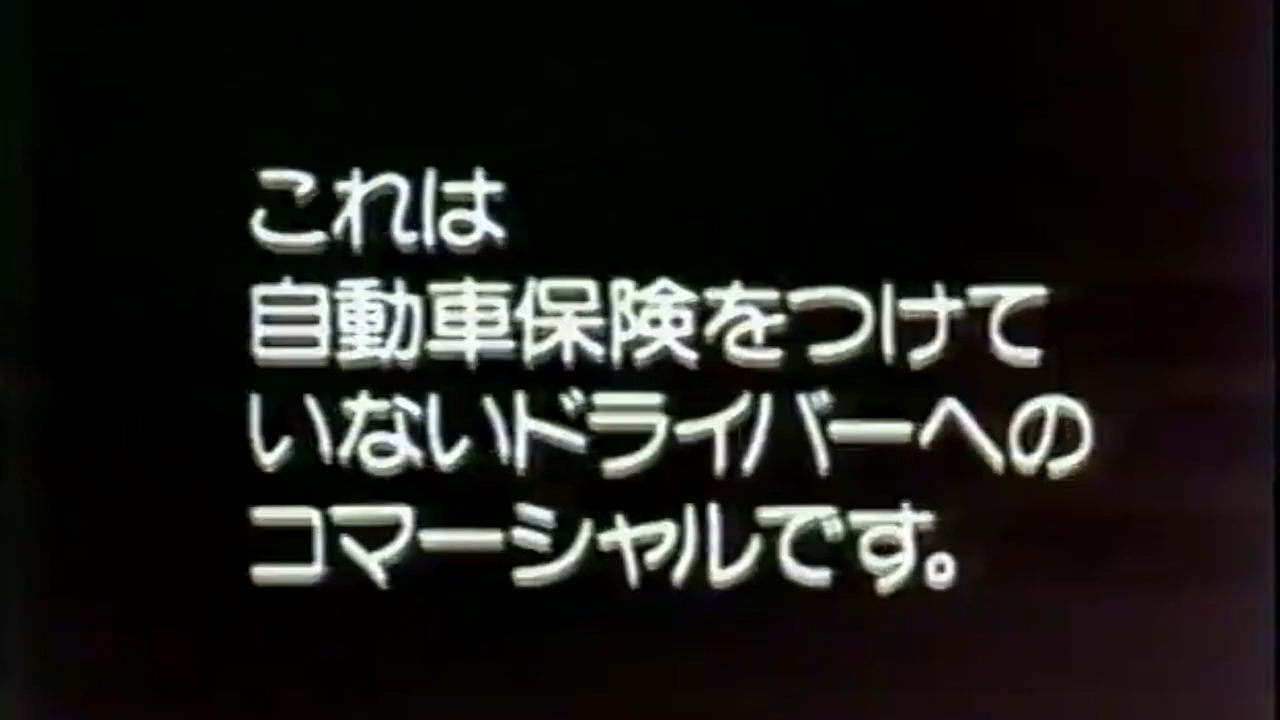 これは
自動車保険をつけて
いないドライバーへの
コマーシャルです。